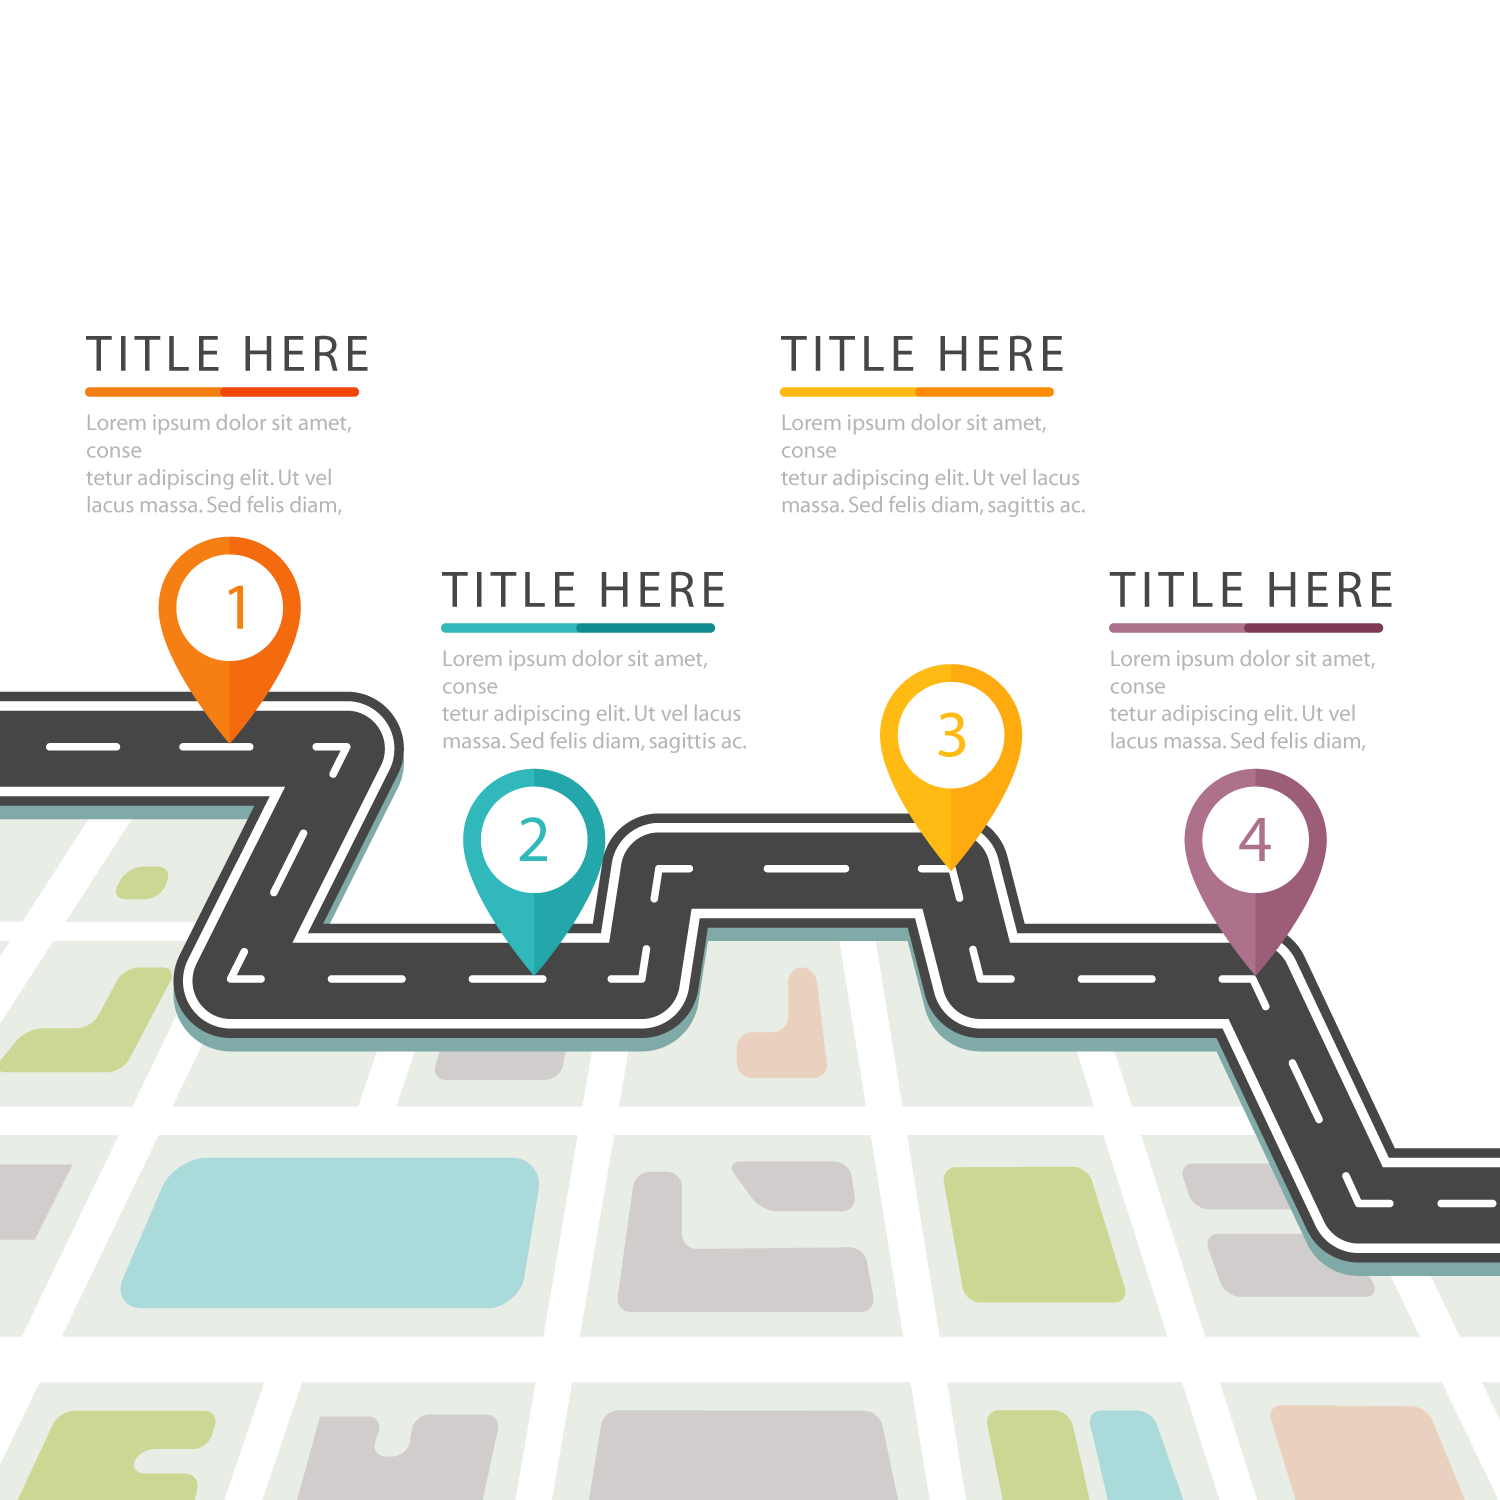 TITLE HERE
Lorem ipsum dolor sit amet,
conse
tetur adipiscing elit. Ut vel
lacus massa. Sed felis diam,
1
TITLE HERE
Lorem ipsum dolor sit amet,
conse
tetur adipiscing elit. Ut vel lacus
massa. Sed felis diam, sagittis ac.
2
TITLE HERE
Lorem ipsum dolor sit amet,
conse
tetur adipiscing elit. Ut vel lacus
massa. Sed felis diam, sagittis ac.
3
TITLE HERE
Lorem ipsum dolor sit amet,
conse
tetur adipiscing elit. Ut vel
lacus massa. Sed felis diam,
4